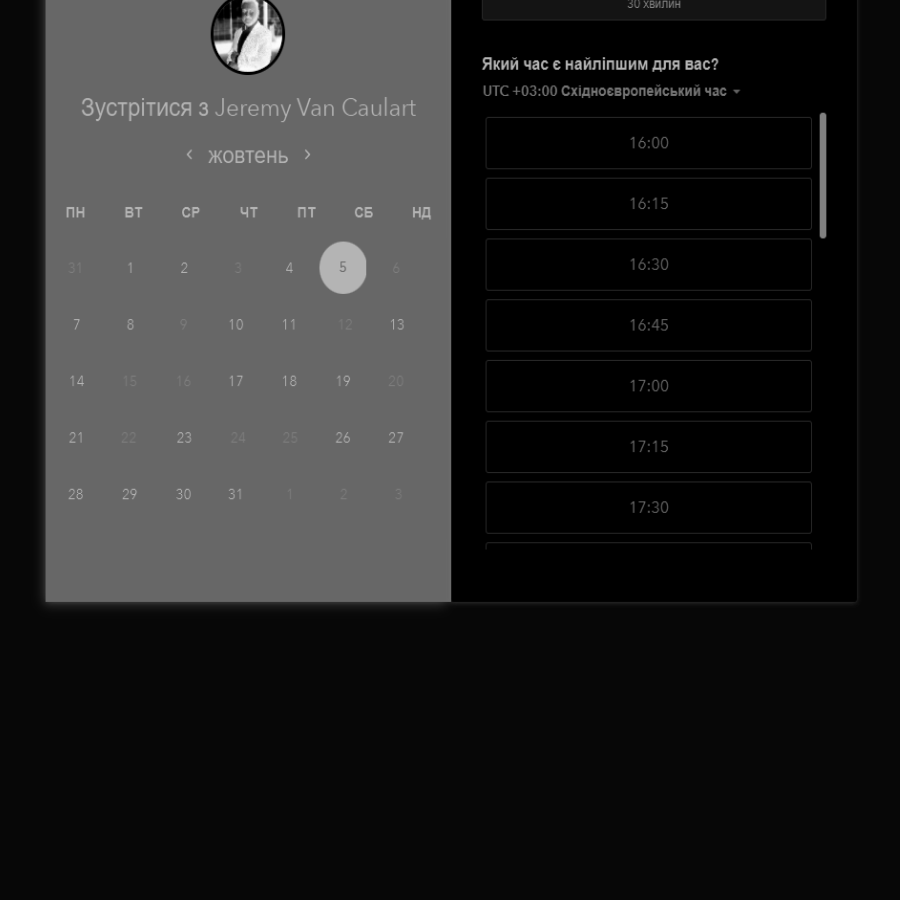 Зустрітися з Jeremy Van Caulart
жовтень
ПН ВТ СР ЧТ ПТ СБ НД
31 1 2 3 4 5 6
7 8 9 10 11 12 13
14 15 16 17 18 19 20
21 22 23 24 25 26 27
28 29 30 31 1 2 3
30 хвилин
Який час є найліпшим для вас?
UTC +03:00 Східноєвропейський час
16:00
16:15
16:30
16:45
17:00
17:15
17:30